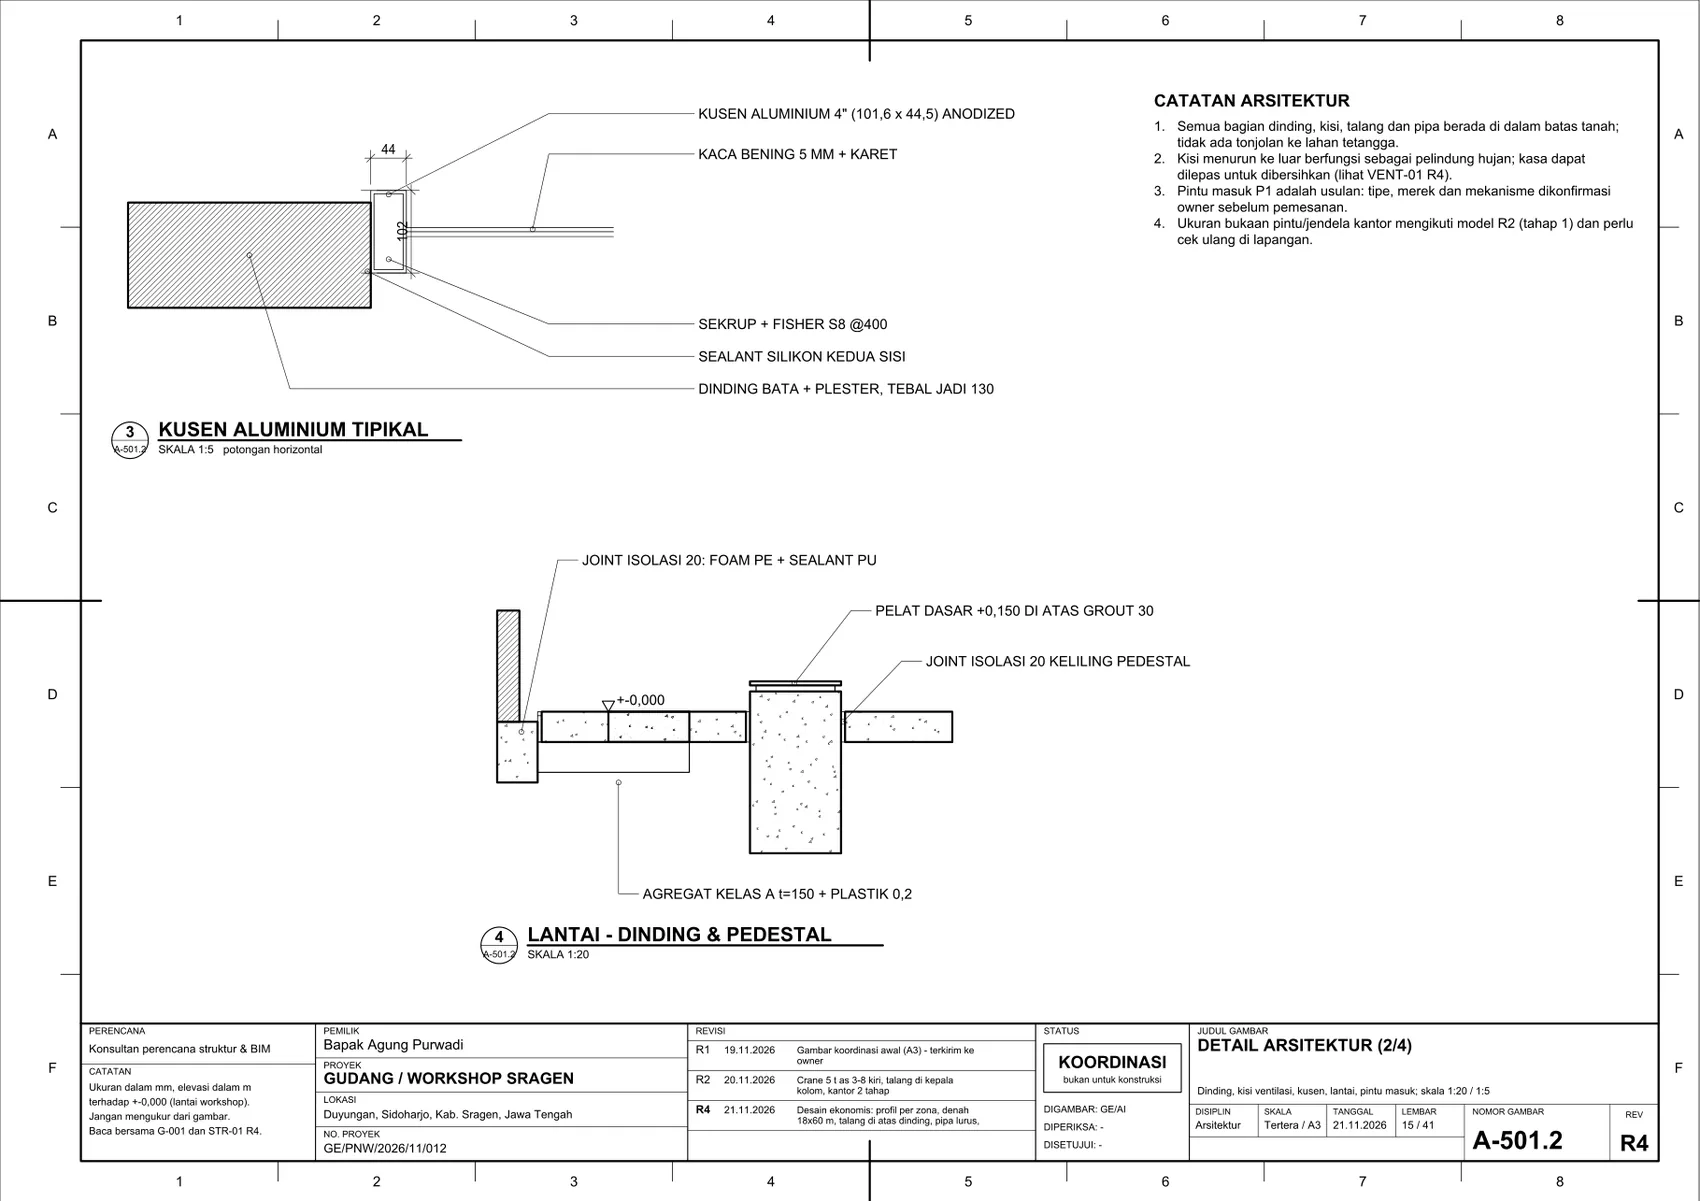 1 2 3 4 5 6 7 8
A A
B B
C C
D D
E E
F F
KUSEN ALUMINIUM 4" (101,6 x 44,5) ANODIZED
KACA BENING 5 MM + KARET
44
102
SEKRUP + FISHER S8 @400
SEALANT SILIKON KEDUA SISI
DINDING BATA + PLESTER, TEBAL JADI 130
3
A-501.2
KUSEN ALUMINIUM TIPIKAL
SKALA 1:5 potongan horizontal
CATATAN ARSITEKTUR
1. Semua bagian dinding, kisi, talang dan pipa berada di dalam batas tanah;
tidak ada tonjolan ke lahan tetangga.
2. Kisi menurun ke luar berfungsi sebagai pelindung hujan; kasa dapat
dilepas untuk dibersihkan (lihat VENT-01 R4).
3. Pintu masuk P1 adalah usulan: tipe, merek dan mekanisme dikonfirmasi
owner sebelum pemesanan.
4. Ukuran bukaan pintu/jendela kantor mengikuti model R2 (tahap 1) dan perlu
cek ulang di lapangan.
JOINT ISOLASI 20: FOAM PE + SEALANT PU
PELAT DASAR +0,150 DI ATAS GROUT 30
JOINT ISOLASI 20 KELILING PEDESTAL
+-0,000
AGREGAT KELAS A t=150 + PLASTIK 0,2
4
A-501.2
LANTAI - DINDING & PEDESTAL
SKALA 1:20
PERENCANA
Konsultan perencana struktur & BIM
CATATAN
Ukuran dalam mm, elevasi dalam m
terhadap +-0,000 (lantai workshop).
Jangan mengukur dari gambar.
Baca bersama G-001 dan STR-01 R4.
PEMILIK
Bapak Agung Purwadi
PROYEK
GUDANG / WORKSHOP SRAGEN
LOKASI
Duyungan, Sidoharjo, Kab. Sragen, Jawa Tengah
NO. PROYEK
GE/PNW/2026/11/012
REVISI
R1 19.11.2026 Gambar koordinasi awal (A3) - terkirim ke
owner
R2 20.11.2026 Crane 5 t as 3-8 kiri, talang di kepala
kolom, kantor 2 tahap
R4 21.11.2026 Desain ekonomis: profil per zona, denah
18x60 m, talang di atas dinding, pipa lurus,
STATUS
KOORDINASI
bukan untuk konstruksi
DIGAMBAR: GE/AI
DIPERIKSA: -
DISETUJUI: -
JUDUL GAMBAR
DETAIL ARSITEKTUR (2/4)
Dinding, kisi ventilasi, kusen, lantai, pintu masuk; skala 1:20 / 1:5
DISIPLIN SKALA TANGGAL LEMBAR NOMOR GAMBAR REV
Arsitektur Tertera / A3 21.11.2026 15 / 41 A-501.2 R4
1 2 3 4 5 6 7 8